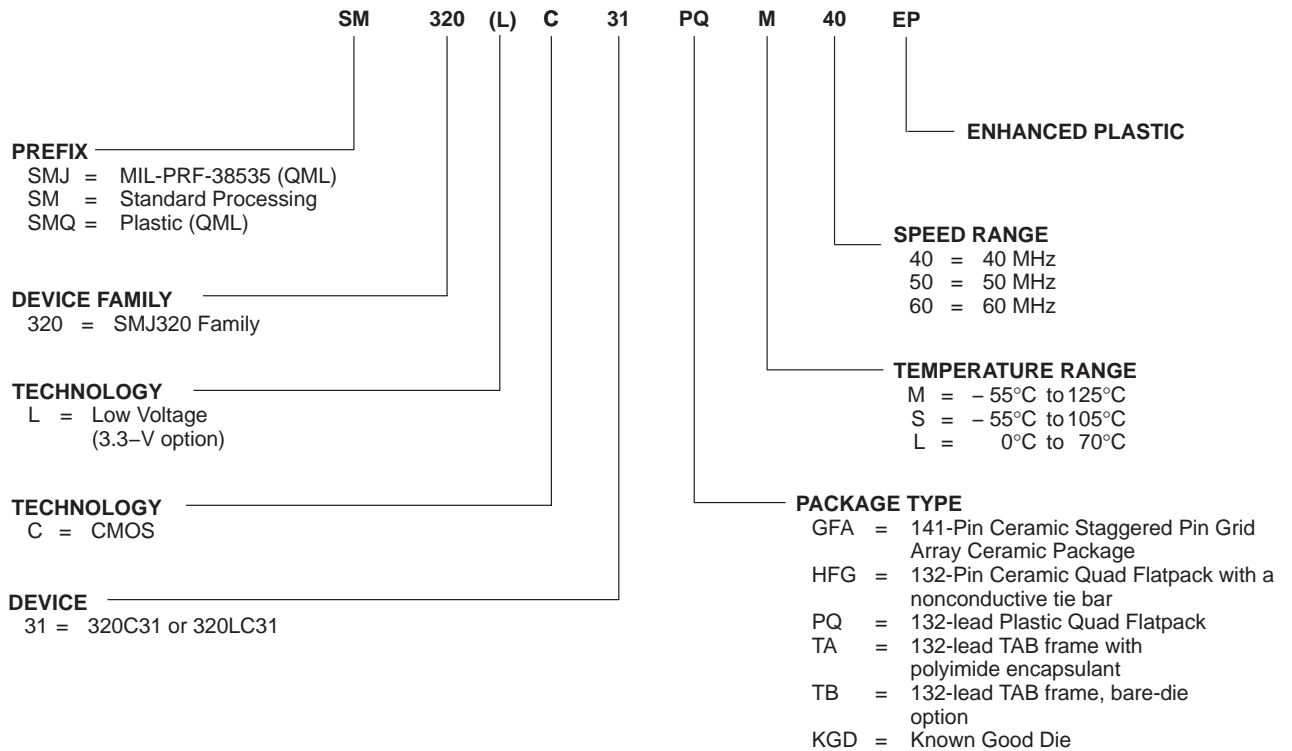 SM 320 (L) C 31 PQ M 40 EP
ENHANCED PLASTIC
PREFIX
SMJ = MIL-PRF-38535 (QML)
SM = Standard Processing
SMQ = Plastic (QML)
SPEED RANGE
40 = 40 MHz
50 = 50 MHz
60 = 60 MHz
DEVICE FAMILY
320 = SMJ320 Family
TEMPERATURE RANGE
M = – 55°C to 125°C
S = – 55°C to 105°C
L = 0°C to 70°C
TECHNOLOGY
L = Low Voltage
(3.3–V option)
TECHNOLOGY
C = CMOS
PACKAGE TYPE
GFA = 141-Pin Ceramic Staggered Pin Grid
Array Ceramic Package
HFG = 132-Pin Ceramic Quad Flatpack with a
nonconductive tie bar
PQ = 132-lead Plastic Quad Flatpack
TA = 132-lead TAB frame with
polyimide encapsulant
TB = 132-lead TAB frame, bare-die
option
KGD = Known Good Die
DEVICE
31 = 320C31 or 320LC31